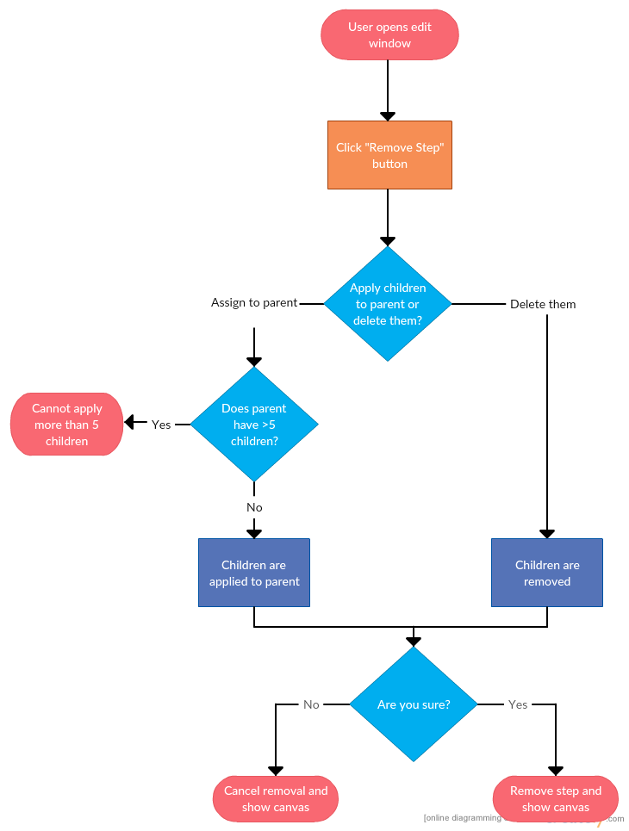 User opens edit
window
Click "Remove Step"
button
Apply children
to parent or
delete them?
Assign to parent
Delete them
Does parent
have >5
children?
Yes
Cannot apply
more than 5
children
No
Children are
applied to parent
Children are
removed
Are you sure?
No
Yes
Cancel removal and
show canvas
Remove step and
show canvas
[online diagramming
.com